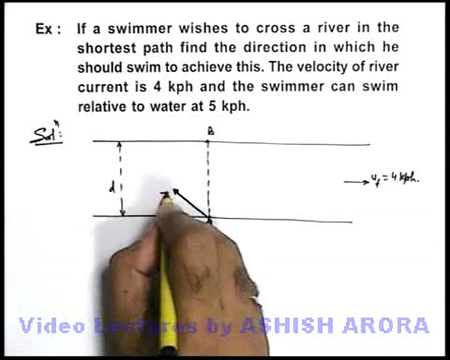 Ex : If a swimmer wishes to cross a river in the
shortest path find the direction in which he
should swim to achieve this. The velocity of river
current is 4 kph and the swimmer can swim
relative to water at 5 kph.
Solⁿ:
B
d
= 4 kph.
Video Lectures by ASHISH ARORA